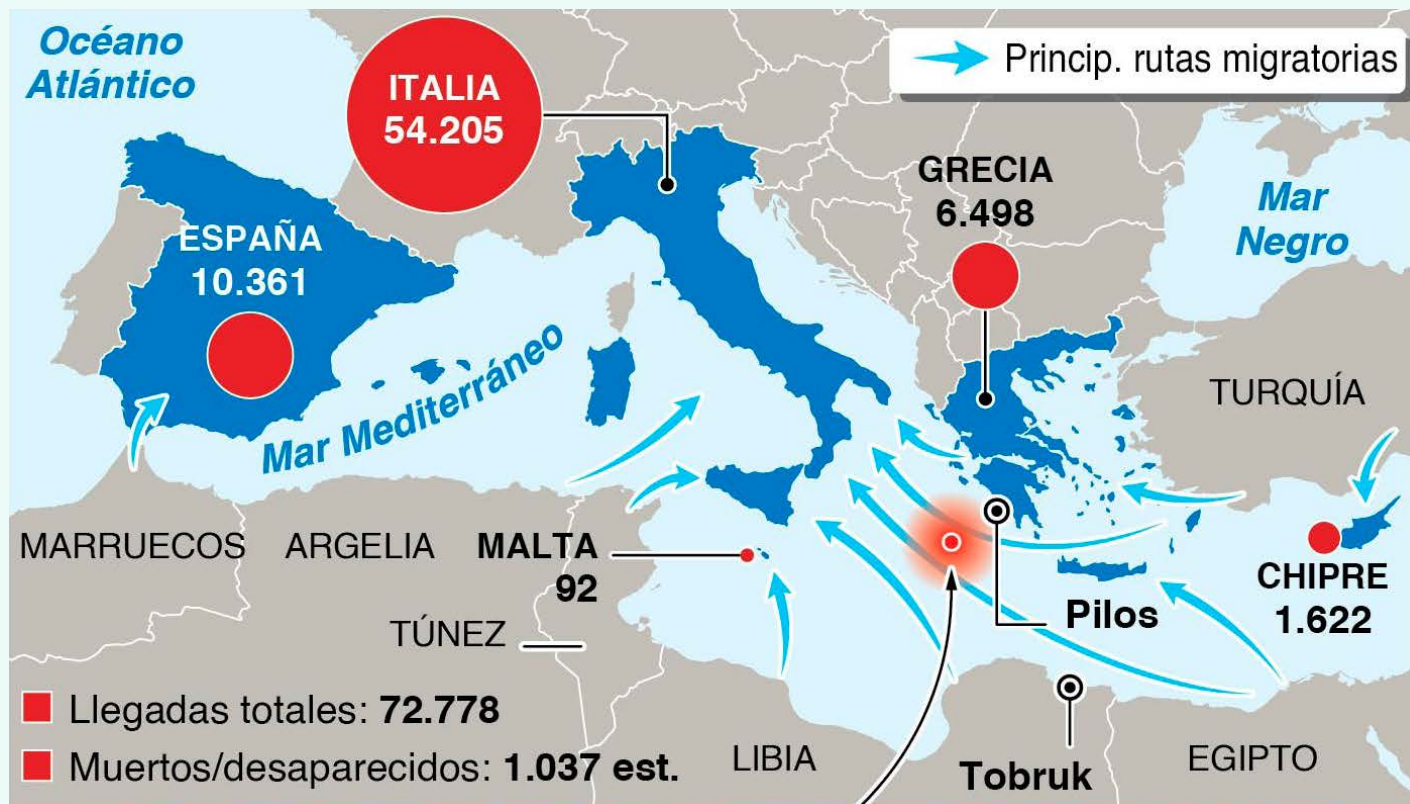 Océano
Atlántico
ITALIA
54.205
Princip. rutas migratorias
GRECIA
6.498
Mar
Negro
ESPAÑA
10.361
Mar Mediterráneo
TURQUÍA
MARRUECOS
ARGELIA
MALTA
92
CHIPRE
1.622
Pilos
TÚNEZ
Llegadas totales: 72.778
Muertos/desaparecidos: 1.037 est.
LIBIA
Tobruk
EGIPTO